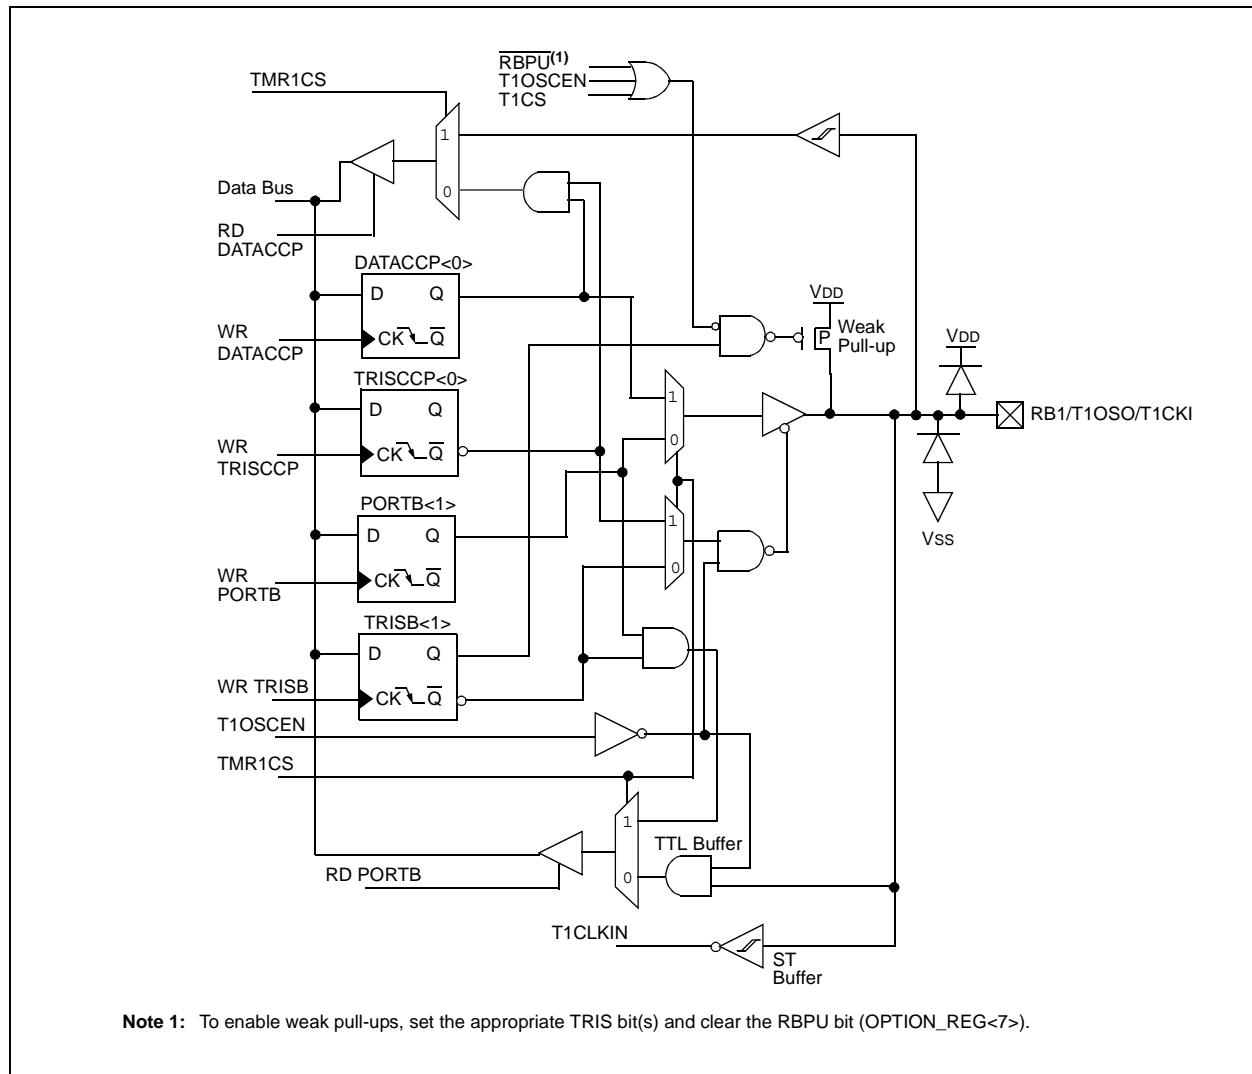 RBPU(1)
TMR1CS
T1OSCEN
T1CS
1
Data Bus
0
RD
DATACCP
DATACCP<0>
D Q
VDD
WR
DATACCP
CK Q
Weak
Pull-up
P
VDD
TRISCCP<0>
D Q
1
RB1/T1OSO/T1CKI
WR
TRISCCP
CK Q
0
PORTB<1>
D Q
1
VSS
WR
PORTB
CK Q
0
TRISB<1>
D Q
WR TRISB
CK Q
T1OSCEN
TMR1CS
1
TTL Buffer
RD PORTB
0
T1CLKIN
ST
Buffer
Note 1: To enable weak pull-ups, set the appropriate TRIS bit(s) and clear the RBPU bit (OPTION_REG<7>).